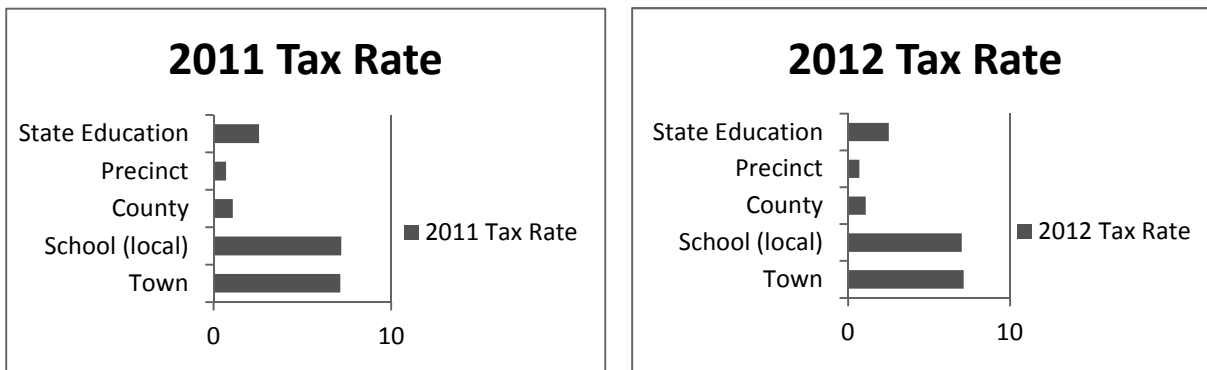 2011 Tax Rate
State Education
Precinct
County
School (local)
Town
0
10
2011 Tax Rate
2012 Tax Rate
State Education
Precinct
County
School (local)
Town
0
10
2012 Tax Rate